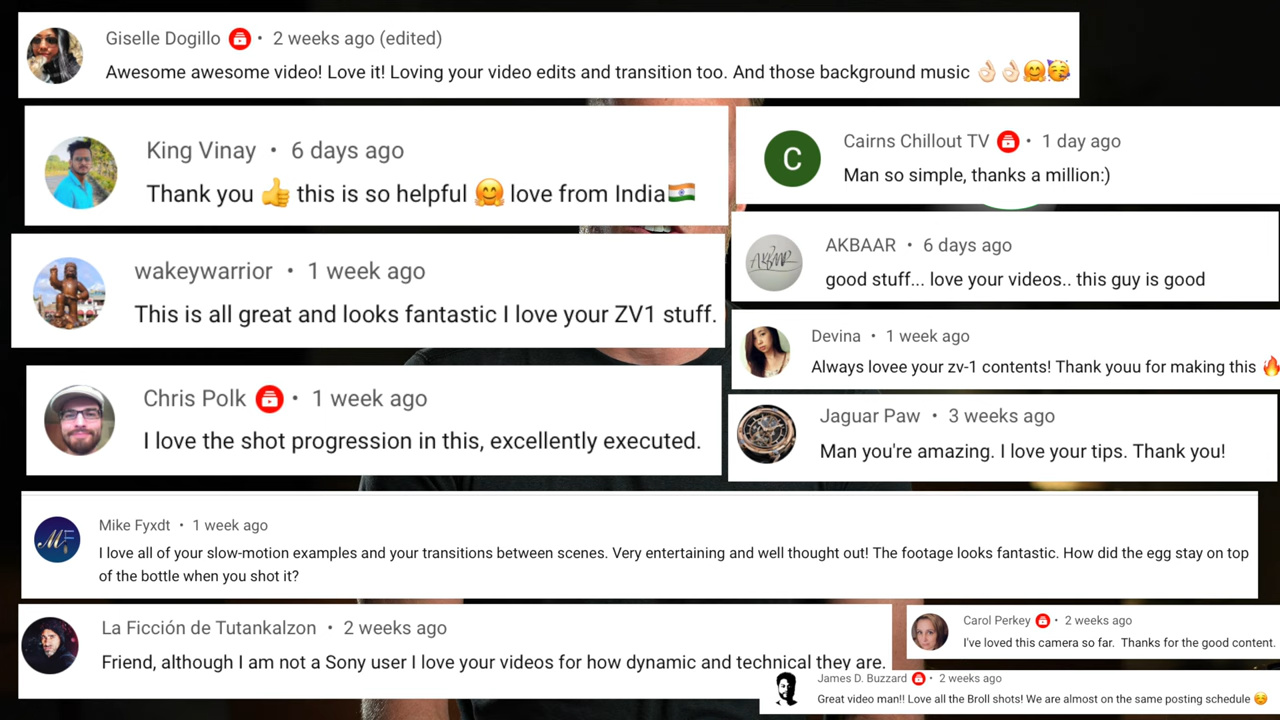 Giselle Dogillo • 2 weeks ago (edited)
Awesome awesome video! Love it! Loving your video edits and transition too. And those background music 👌🏻👌🏻🤗🥳
King Vinay • 6 days ago
Thank you 👍 this is so helpful 🤗 love from India🇮🇳
Cairns Chillout TV • 1 day ago
C
Man so simple, thanks a million:)
wakeywarrior • 1 week ago
This is all great and looks fantastic I love your ZV1 stuff.
AKBAAR • 6 days ago
AKBAAR
good stuff... love your videos.. this guy is good
Devina • 1 week ago
Always lovee your zv-1 contents! Thank youu for making this 🔥
Chris Polk • 1 week ago
I love the shot progression in this, excellently executed.
Jaguar Paw • 3 weeks ago
Man you're amazing. I love your tips. Thank you!
Mike Fyxdt • 1 week ago
MF
I love all of your slow-motion examples and your transitions between scenes. Very entertaining and well thought out! The footage looks fantastic. How did the egg stay on top
of the bottle when you shot it?
La Ficción de Tutankalzon • 2 weeks ago
Friend, although I am not a Sony user I love your videos for how dynamic and technical they are.
Carol Perkey • 2 weeks ago
I've loved this camera so far. Thanks for the good content.
James D. Buzzard • 2 weeks ago
Great video man!! Love all the Broll shots! We are almost on the same posting schedule ☺️